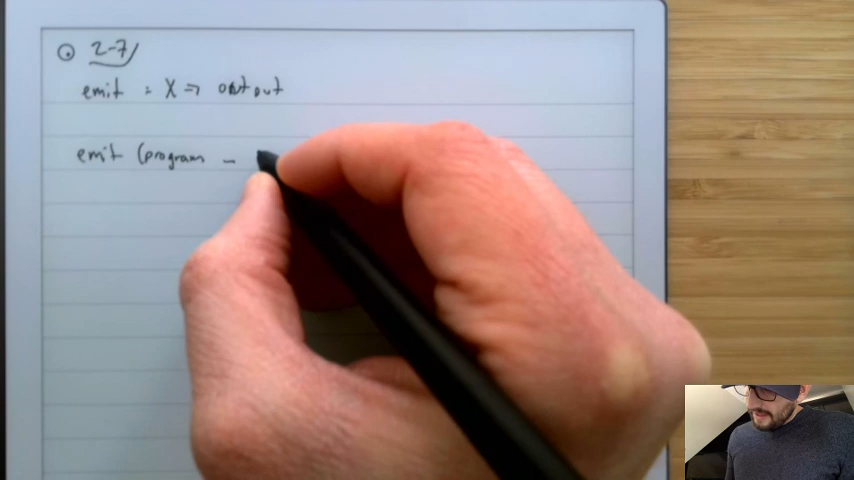 ⊙ 2-7/
emit : X => output
emit (program -